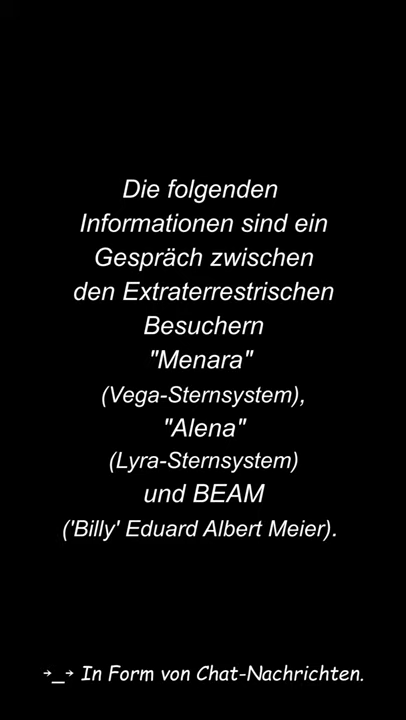 Die folgenden
Informationen sind ein
Gespräch zwischen
den Extraterrestrischen
Besuchern
"Menara"
(Vega-Sternsystem),
"Alena"
(Lyra-Sternsystem)
und BEAM
('Billy' Eduard Albert Meier).
→_→ In Form von Chat-Nachrichten.